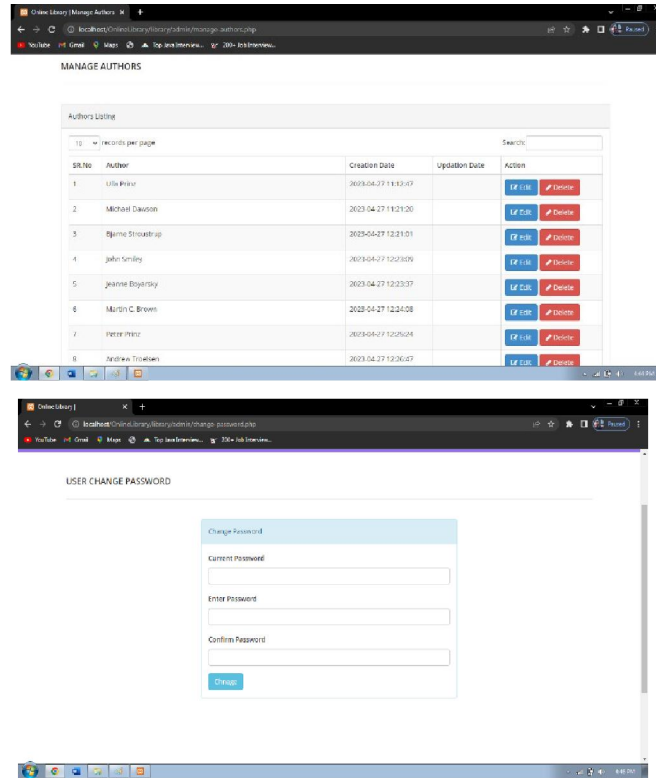 Online Library | Manage Authors
localhost/OnlineLibrary/library/admin/manage-authors.php
Paused
YouTube Gmail Maps Top Java Interview... 200+ Job Interview...
MANAGE AUTHORS
Authors Listing
10 records per page Search:
SR.No Author Creation Date Updation Date Action
1 Ulla Prinz 2023-04-27 11:12:47 Edit Delete
2 Michael Dawson 2023-04-27 11:21:20 Edit Delete
3 Bjarne Stroustrup 2023-04-27 12:21:01 Edit Delete
4 John Smiley 2023-04-27 12:23:09 Edit Delete
5 Jeanne Boyarsky 2023-04-27 12:23:37 Edit Delete
6 Martin C. Brown 2023-04-27 12:24:08 Edit Delete
7 Peter Prinz 2023-04-27 12:25:24 Edit Delete
8 Andrew Troelsen 2023-04-27 12:26:47 Edit Delete
Online Library |
localhost/OnlineLibrary/library/admin/change-password.php
Paused
YouTube Gmail Maps Top Java Interview... 200+ Job Interview...
USER CHANGE PASSWORD
Change Password
Current Password
Enter Password
Confirm Password